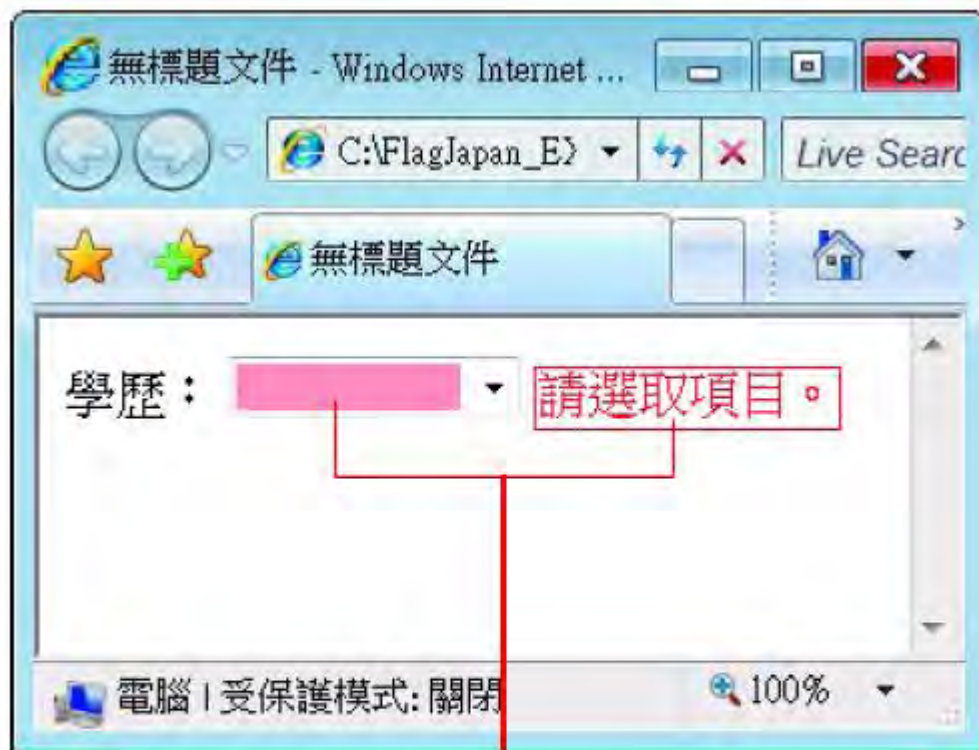 無標題文件 - Windows Internet ...
C:\FlagJapan_E
Live Searc
無標題文件
學歷： 請選取項目。
電腦 | 受保護模式: 關閉 100%